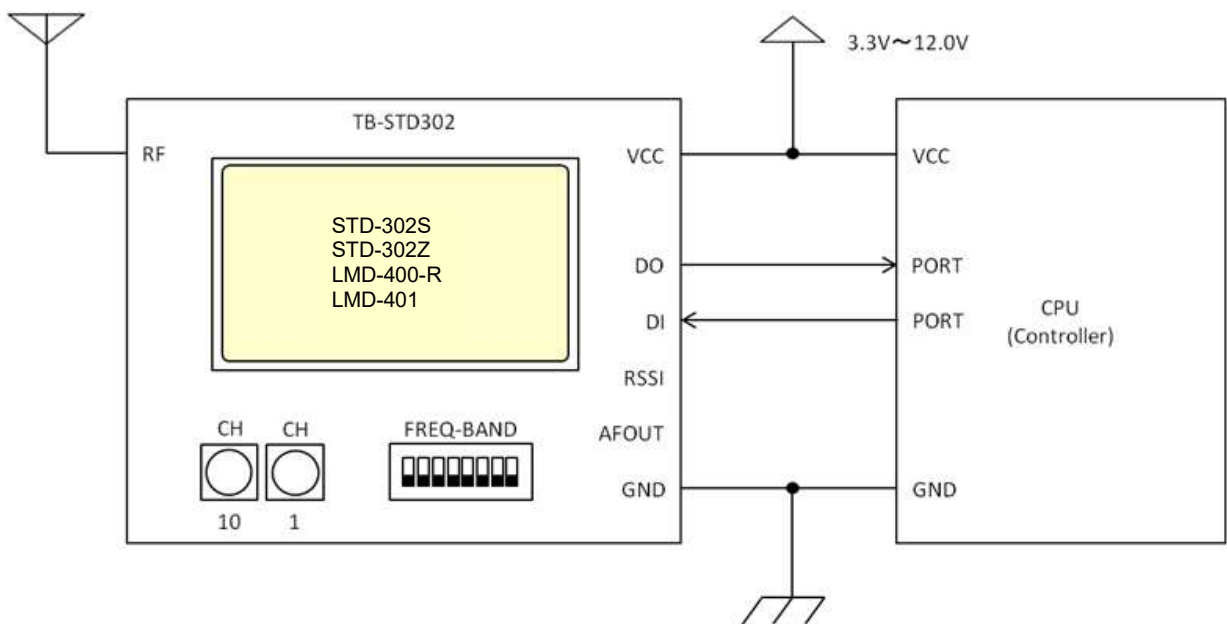 3.3V～12.0V
TB-STD302
RF
VCC
VCC
STD-302S
STD-302Z
LMD-400-R
LMD-401
DO
PORT
DI
PORT
CPU
(Controller)
RSSI
CH
CH
FREQ-BAND
AFOUT
GND
GND
10
1